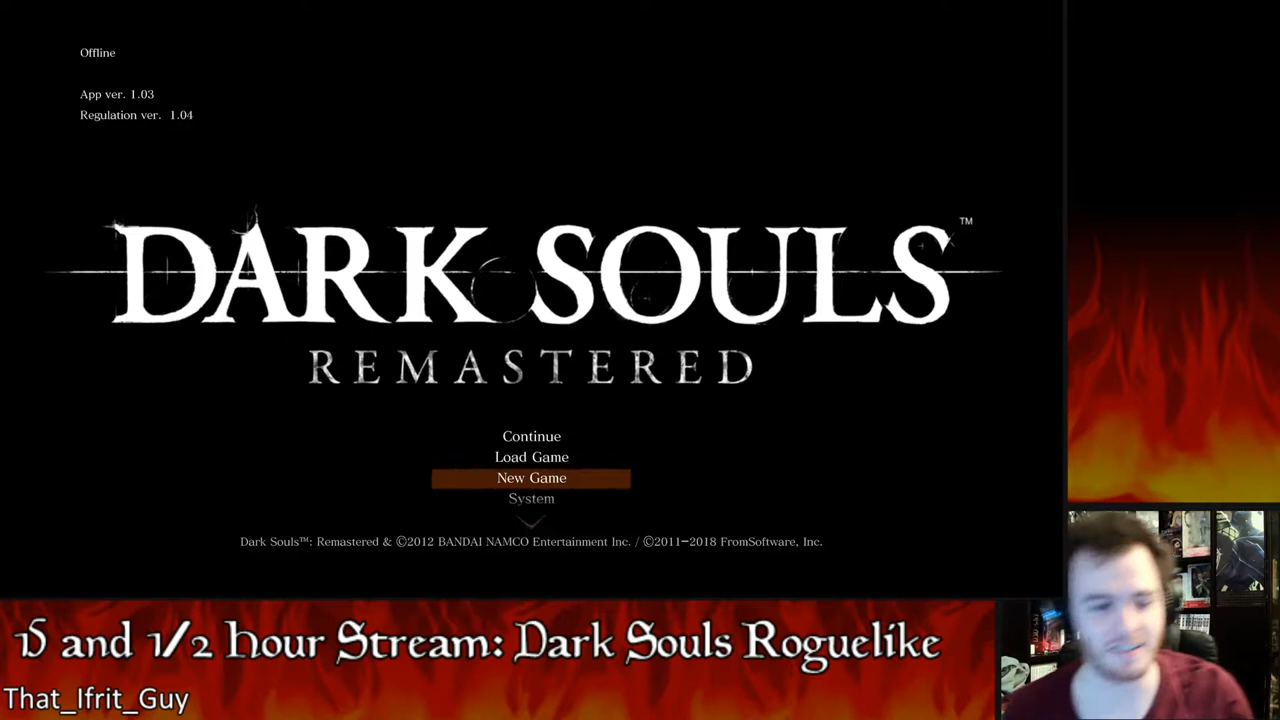 Offline
App ver. 1.03
Regulation ver. 1.04
DARK SOULS™
REMASTERED
Continue
Load Game
New Game
System
Dark Souls™: Remastered & ©2012 BANDAI NAMCO Entertainment Inc. / ©2011-2018 FromSoftware, Inc.
15 and 1/2 Hour Stream: Dark Souls Roguelike
That_Ifrit_Guy